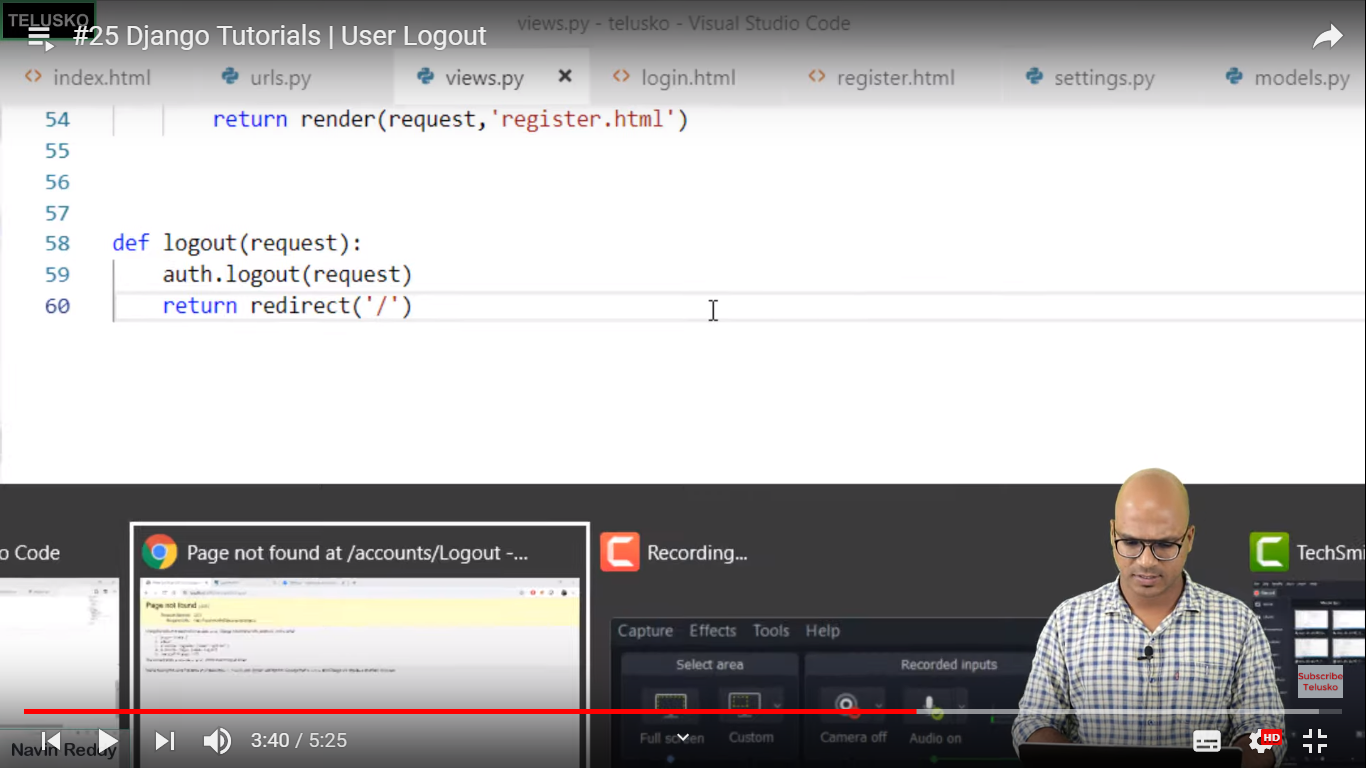 TELUSKO
views.py - telusko - Visual Studio Code
#25 Django Tutorials | User Logout
index.html urls.py views.py login.html register.html settings.py models.py
54 return render(request,'register.html')
55
56
57
58 def logout(request):
59 auth.logout(request)
60 return redirect('/')
o Code
Page not found at /accounts/Logout -...
Recording...
TechSmi
Page not found
Capture Effects Tools Help
Select area
Recorded inputs
Full screen Custom Camera off Audio on
Subscribe
Telusko
Navin Reddy
3:40 / 5:25
HD